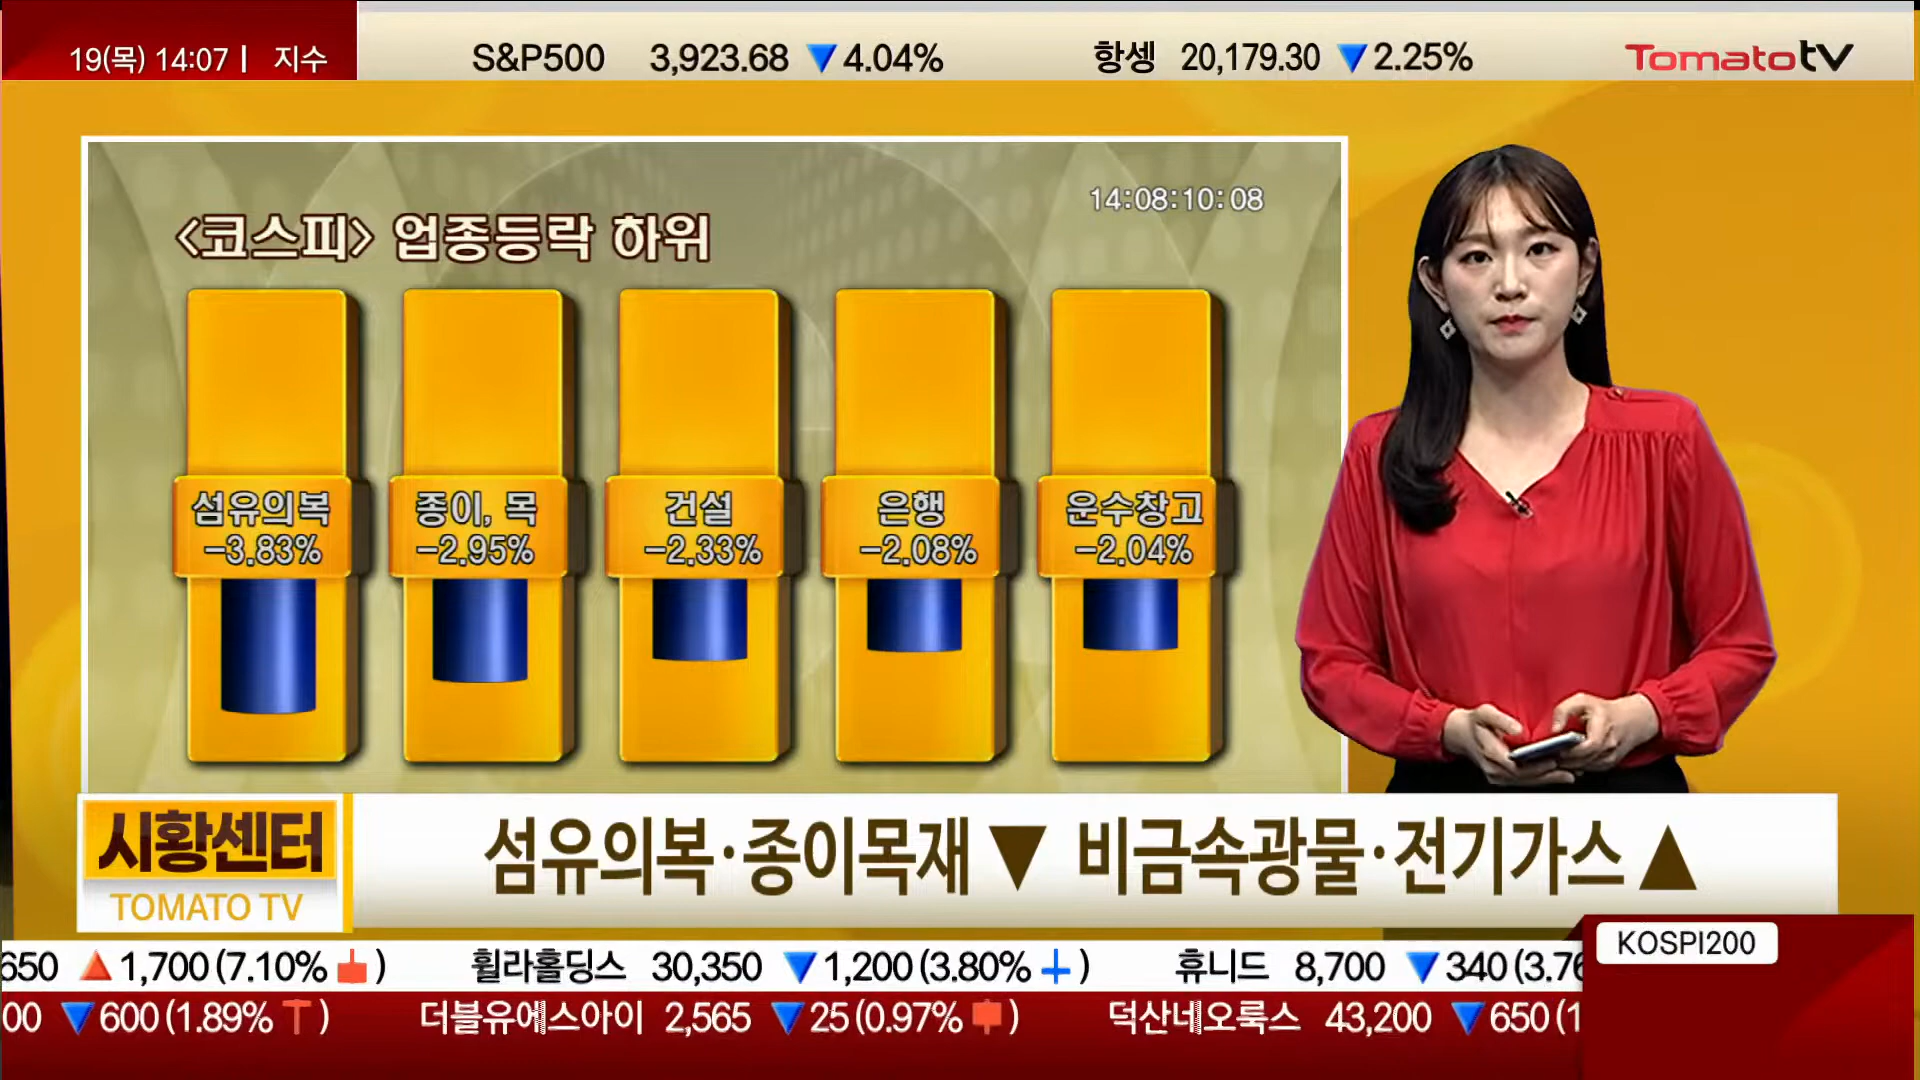 19(목) 14:07 | 지수 S&P500 3,923.68 ▼4.04% 항셍 20,179.30 ▼2.25% Tomatotv
14:08:10:08
<코스피> 업종등락 하위
섬유의복 종이, 목 건설 은행 운수창고
-3.83% -2.95% -2.33% -2.08% -2.04%
시황센터
TOMATO TV
섬유의복·종이목재▼ 비금속광물·전기가스▲
KOSPI200
650 ▲1,700(7.10%) 휠라홀딩스 30,350 ▼1,200(3.80%) 휴니드 8,700 ▼340(3.76
00 ▼600(1.89%) 더블유에스아이 2,565 ▼25(0.97%) 덕산네오룩스 43,200 ▼650(1